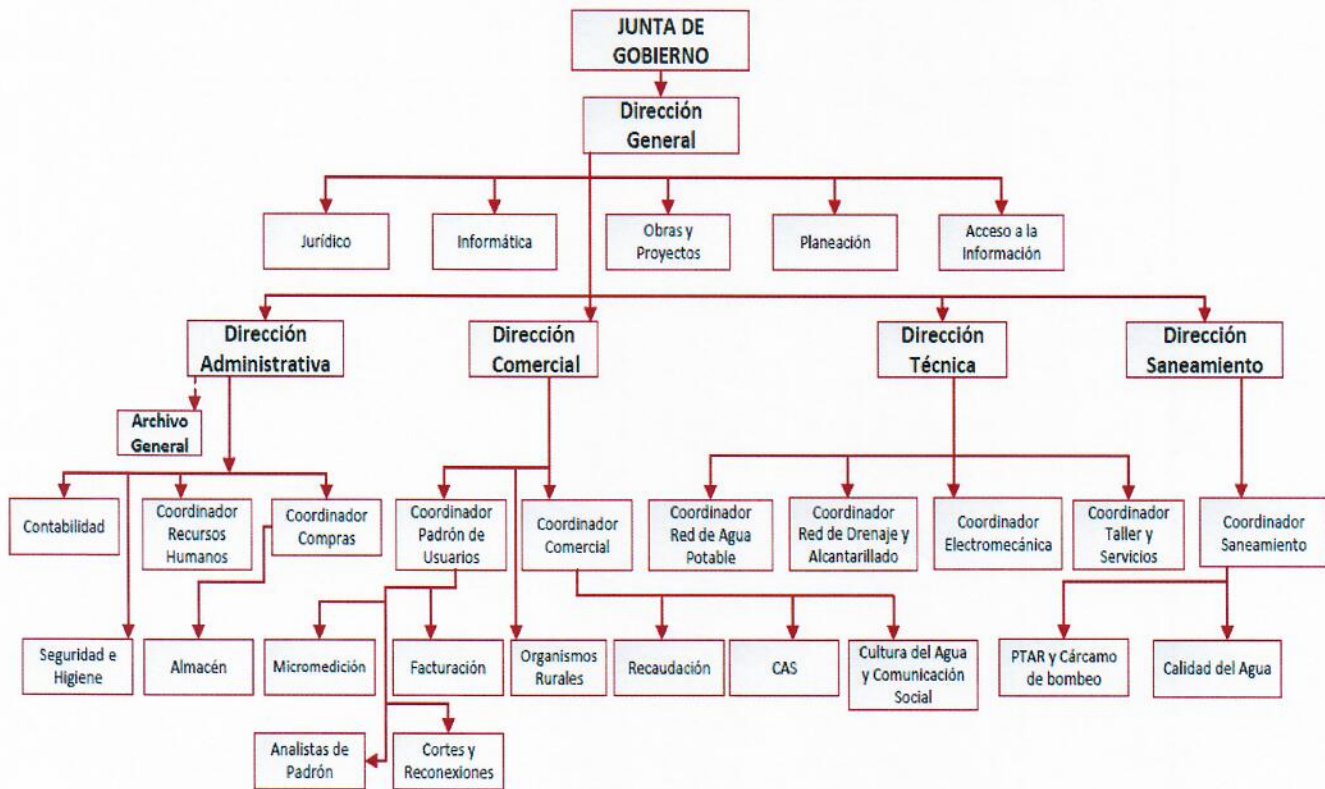 JUNTA DE
GOBIERNO
Dirección
General
Jurídico
Informática
Obras y
Proyectos
Planeación
Acceso a la
Información
Dirección
Administrativa
Dirección
Comercial
Dirección
Técnica
Dirección
Saneamiento
Archivo
General
Contabilidad
Coordinador
Recursos
Humanos
Coordinador
Compras
Coordinador
Padrón de
Usuarios
Coordinador
Comercial
Coordinador
Red de Agua
Potable
Coordinador
Red de Drenaje y
Alcantarillado
Coordinador
Electromecánica
Coordinador
Taller y
Servicios
Coordinador
Saneamiento
Seguridad e
Higiene
Almacén
Micromedición
Facturación
Organismos
Rurales
Recaudación
CAS
Cultura del Agua
y Comunicación
Social
PTAR y Cárcamo
de bombeo
Calidad del Agua
Analistas de
Padrón
Cortes y
Reconexiones